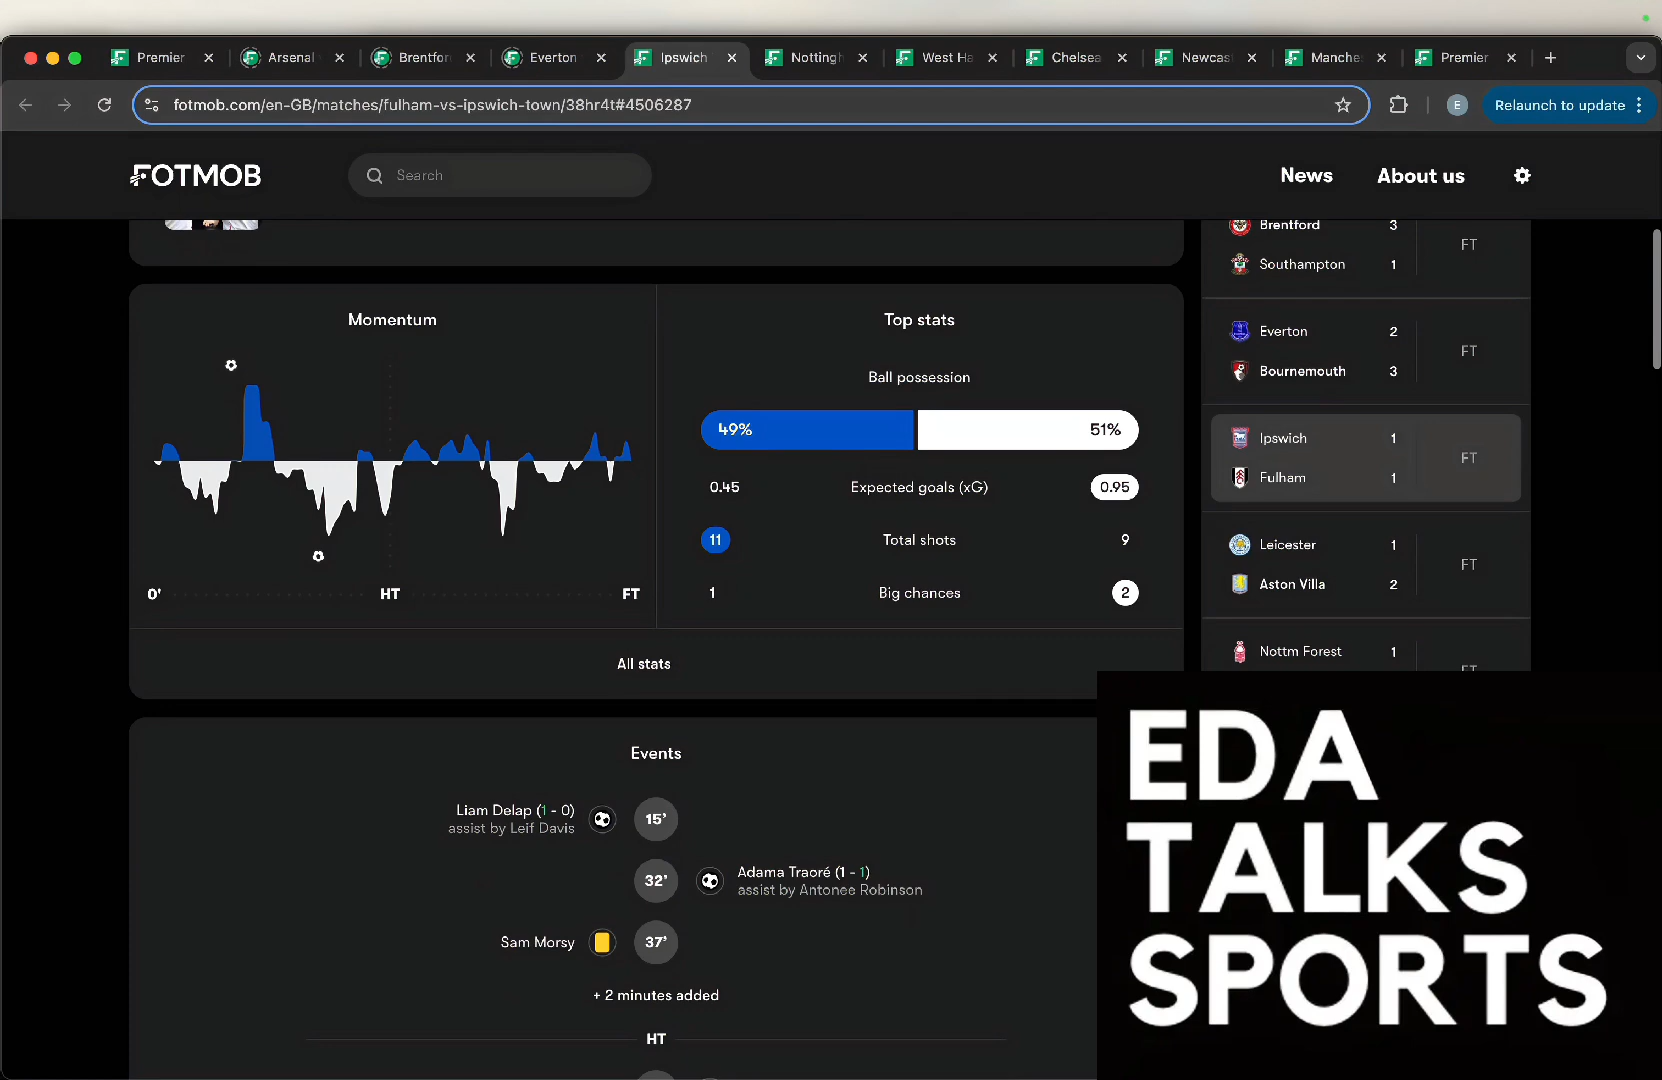 Premier
Arsenal
Brentford
Everton
Ipswich
Notting
West Ha
Chelsea
Newcas
Manche
Premier
fotmob.com/en-GB/matches/fulham-vs-ipswich-town/38hr4t#4506287
E
Relaunch to update
FOTMOB
Search
News
About us
Brentford 3
FT
Southampton 1
Everton 2
FT
Bournemouth 3
Ipswich 1
FT
Fulham 1
Leicester 1
FT
Aston Villa 2
Nottm Forest 1
FT
Momentum
0' HT FT
Top stats
Ball possession
49% 51%
0.45 Expected goals (xG) 0.95
11 Total shots 9
1 Big chances 2
All stats
Events
Liam Delap (1 - 0)
assist by Leif Davis
15'
Adama Traoré (1 - 1)
32'
assist by Antonee Robinson
Sam Morsy 37'
+ 2 minutes added
HT
EDA
TALKS
SPORTS